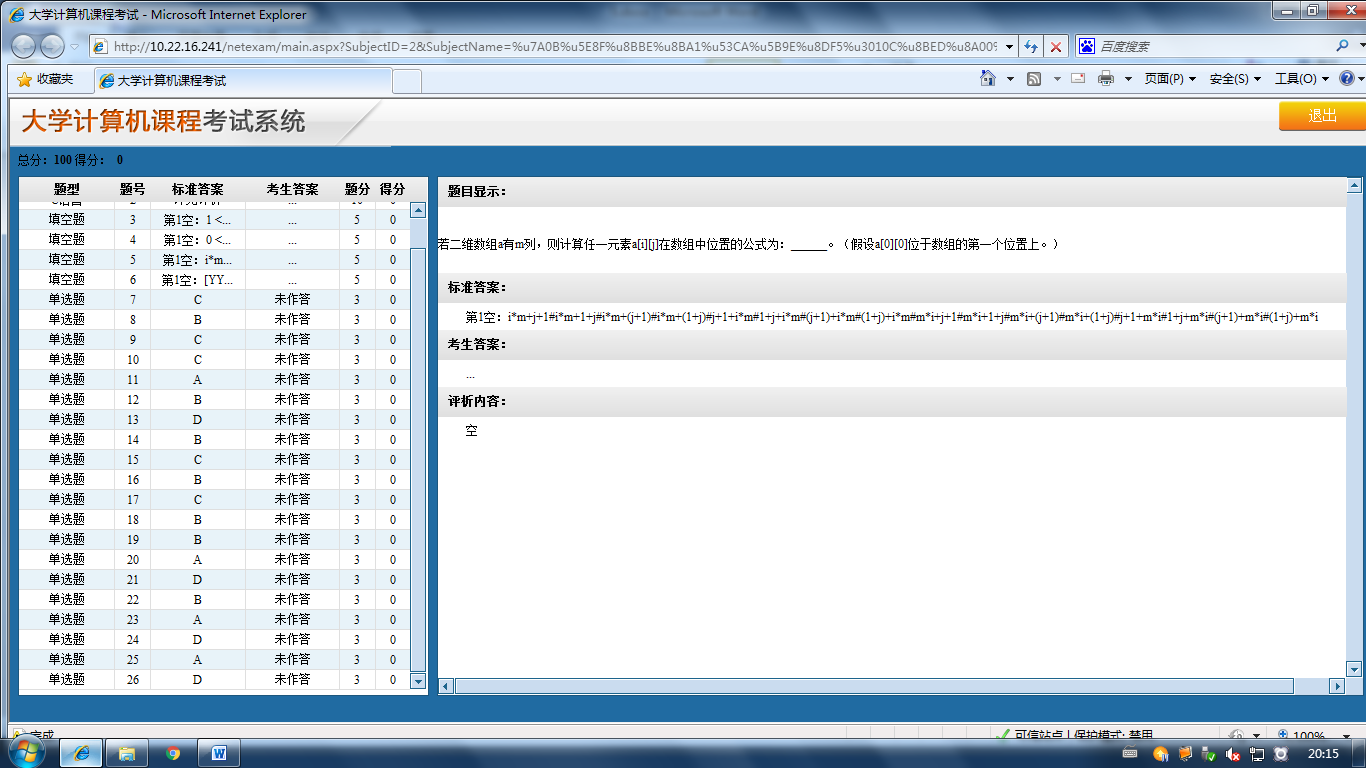 大学计算机课程考试 - Microsoft Internet Explorer
http://10.22.16.241/netexam/main.aspx?SubjectID=2&SubjectName=%u7A0B%u5E8F%u8BBE%u8BA1%u53CA%u5B9E%u8DF5%u3010C%u8BED%u8A009
百度搜索
收藏夹
大学计算机课程考试
页面(P)
安全(S)
工具(O)
大学计算机课程考试系统
退出
总分：100 得分： 0
题型 题号 标准答案 考生答案 题分 得分
填空题 3 第1空：1 <... ... 5 0
填空题 4 第1空：0 <... ... 5 0
填空题 5 第1空：i*m... ... 5 0
填空题 6 第1空：[YY... ... 5 0
单选题 7 C 未作答 3 0
单选题 8 B 未作答 3 0
单选题 9 C 未作答 3 0
单选题 10 C 未作答 3 0
单选题 11 A 未作答 3 0
单选题 12 B 未作答 3 0
单选题 13 D 未作答 3 0
单选题 14 B 未作答 3 0
单选题 15 C 未作答 3 0
单选题 16 B 未作答 3 0
单选题 17 C 未作答 3 0
单选题 18 B 未作答 3 0
单选题 19 B 未作答 3 0
单选题 20 A 未作答 3 0
单选题 21 D 未作答 3 0
单选题 22 B 未作答 3 0
单选题 23 A 未作答 3 0
单选题 24 D 未作答 3 0
单选题 25 A 未作答 3 0
单选题 26 D 未作答 3 0
题目显示：
若二维数组a有m列，则计算任一元素a[i][j]在数组中位置的公式为：______。（假设a[0][0]位于数组的第一个位置上。）
标准答案：
第1空：i*m+j+1#i*m+1+j#i*m+(j+1)#i*m+(1+j)#j+1+i*m#1+j+i*m#(j+1)+i*m#(1+j)+i*m#m*i+j+1#m*i+1+j#m*i+(j+1)#m*i+(1+j)#j+1+m*i#1+j+m*i#(j+1)+m*i#(1+j)+m*i
考生答案：
...
评析内容：
空
完成
可信站点 | 保护模式: 禁用
100%
20:15